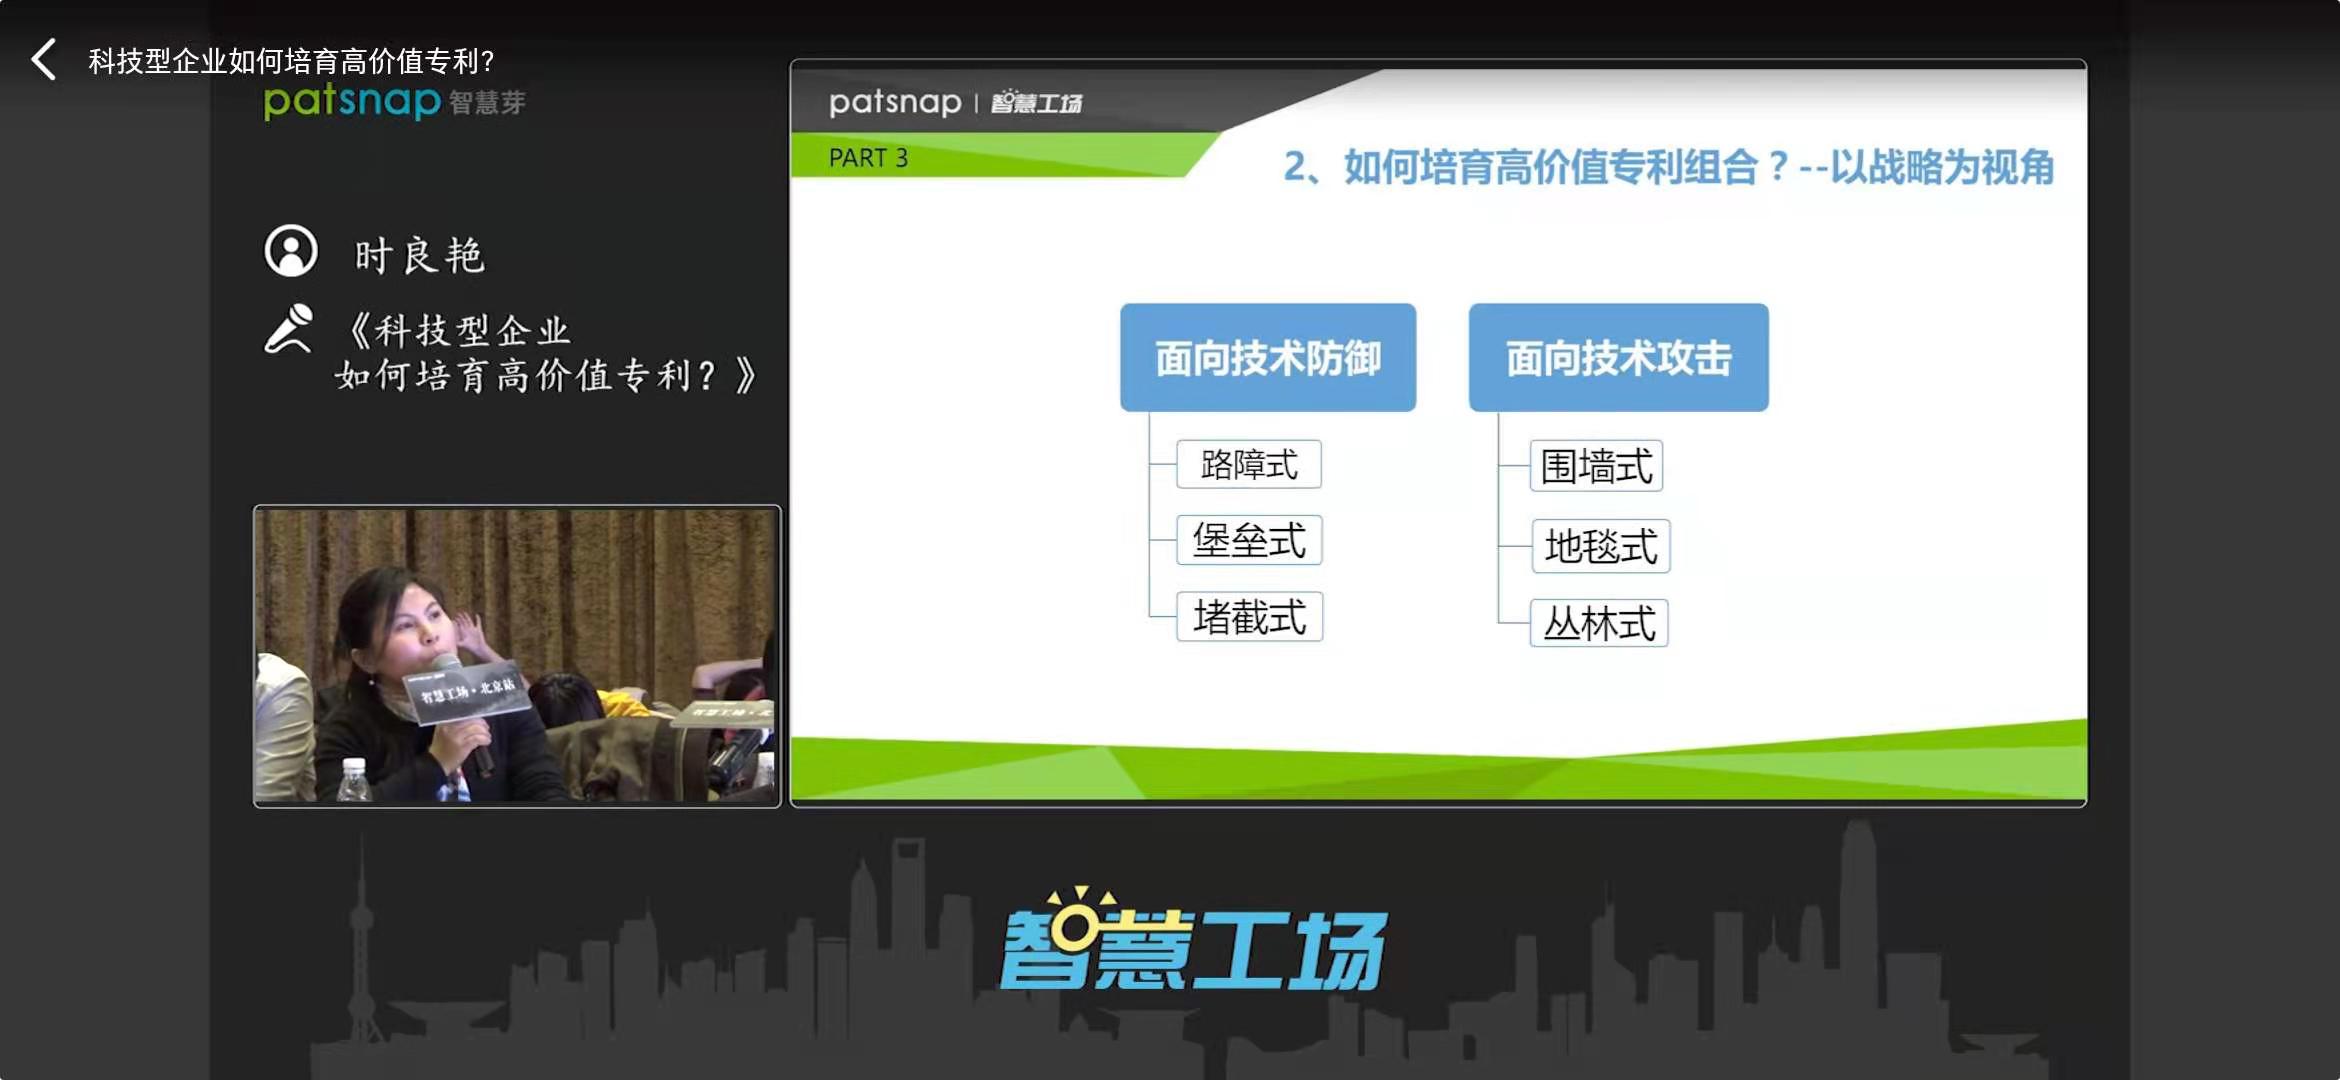 科技型企业如何培育高价值专利？
patsnap 智慧芽
时良艳
《科技型企业
如何培育高价值专利？》
智慧工场·北京站
patsnap | 智慧工场
PART 3
2、如何培育高价值专利组合？--以战略为视角
面向技术防御
路障式
堡垒式
堵截式
面向技术攻击
围墙式
地毯式
丛林式
智慧工场